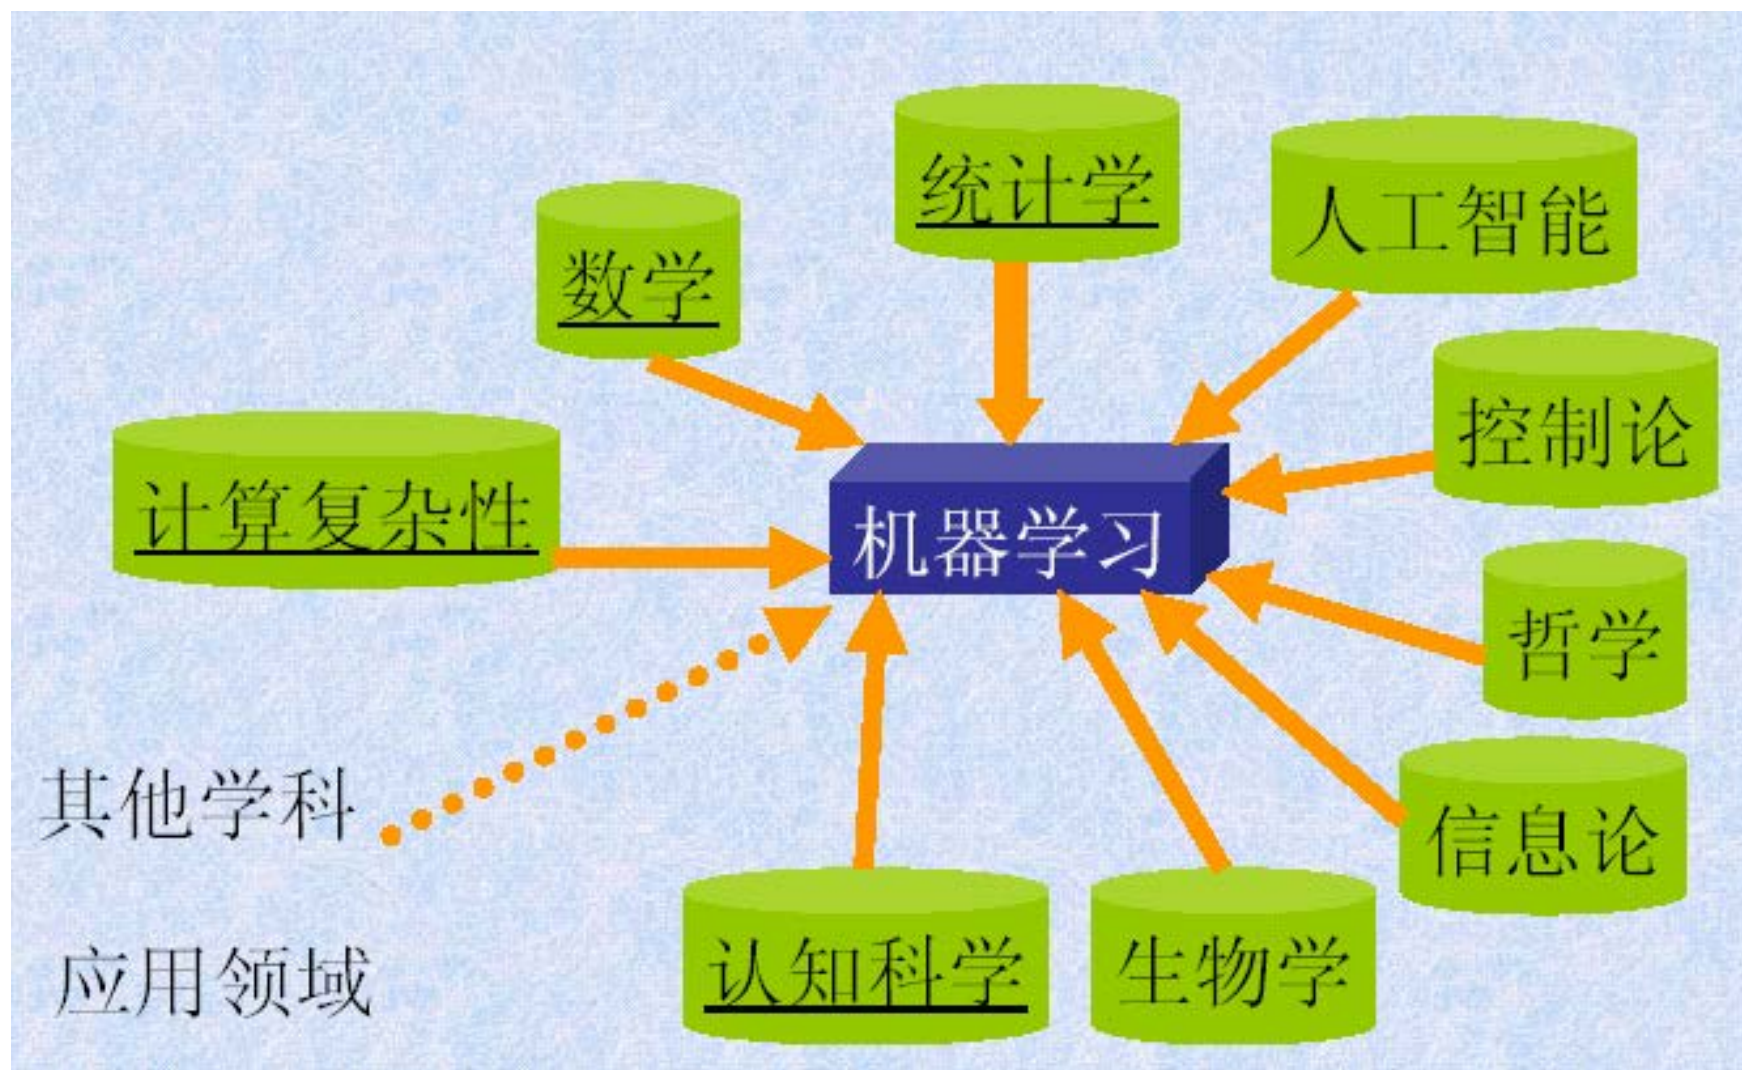 统计学
人工智能
数学
控制论
计算复杂性
机器学习
哲学
其他学科
信息论
应用领域
认知科学
生物学